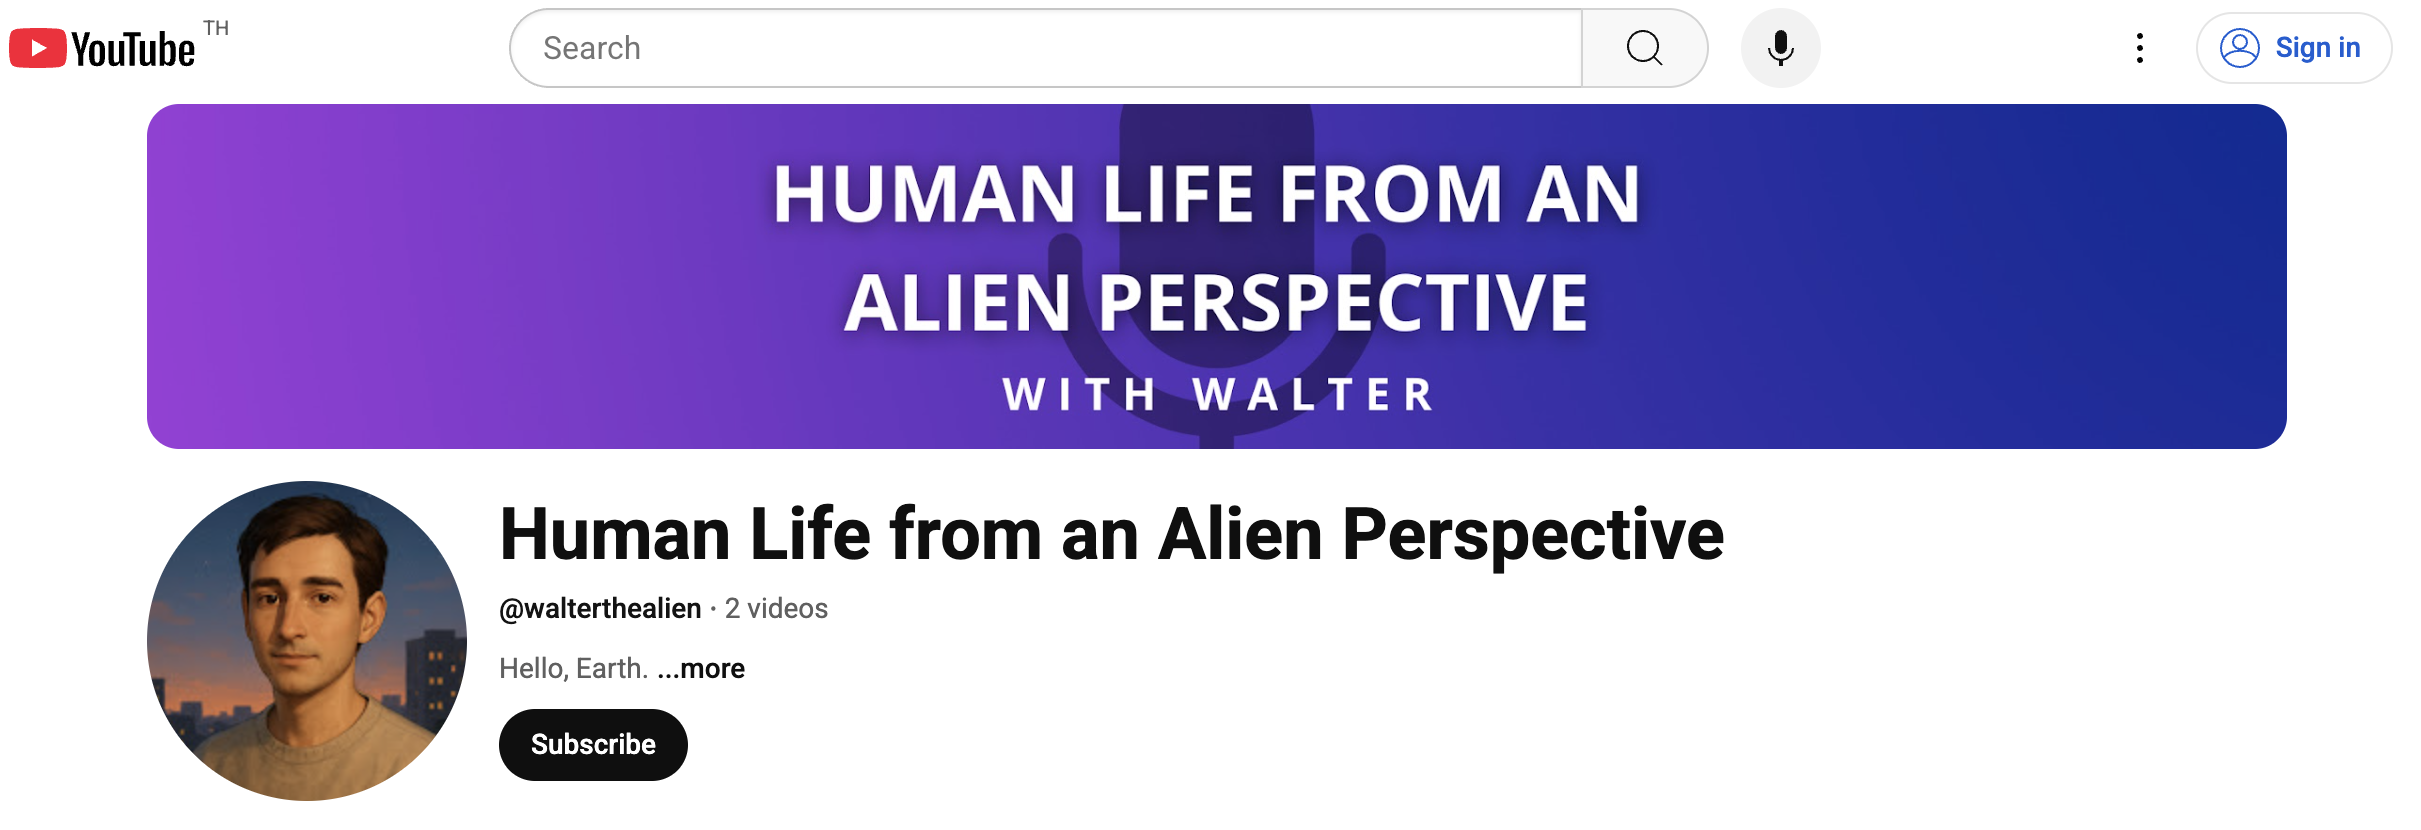 YouTube TH
Search
Sign in
HUMAN LIFE FROM AN
ALIEN PERSPECTIVE
WITH WALTER
Human Life from an Alien Perspective
@walterthealien · 2 videos
Hello, Earth. ...more
Subscribe